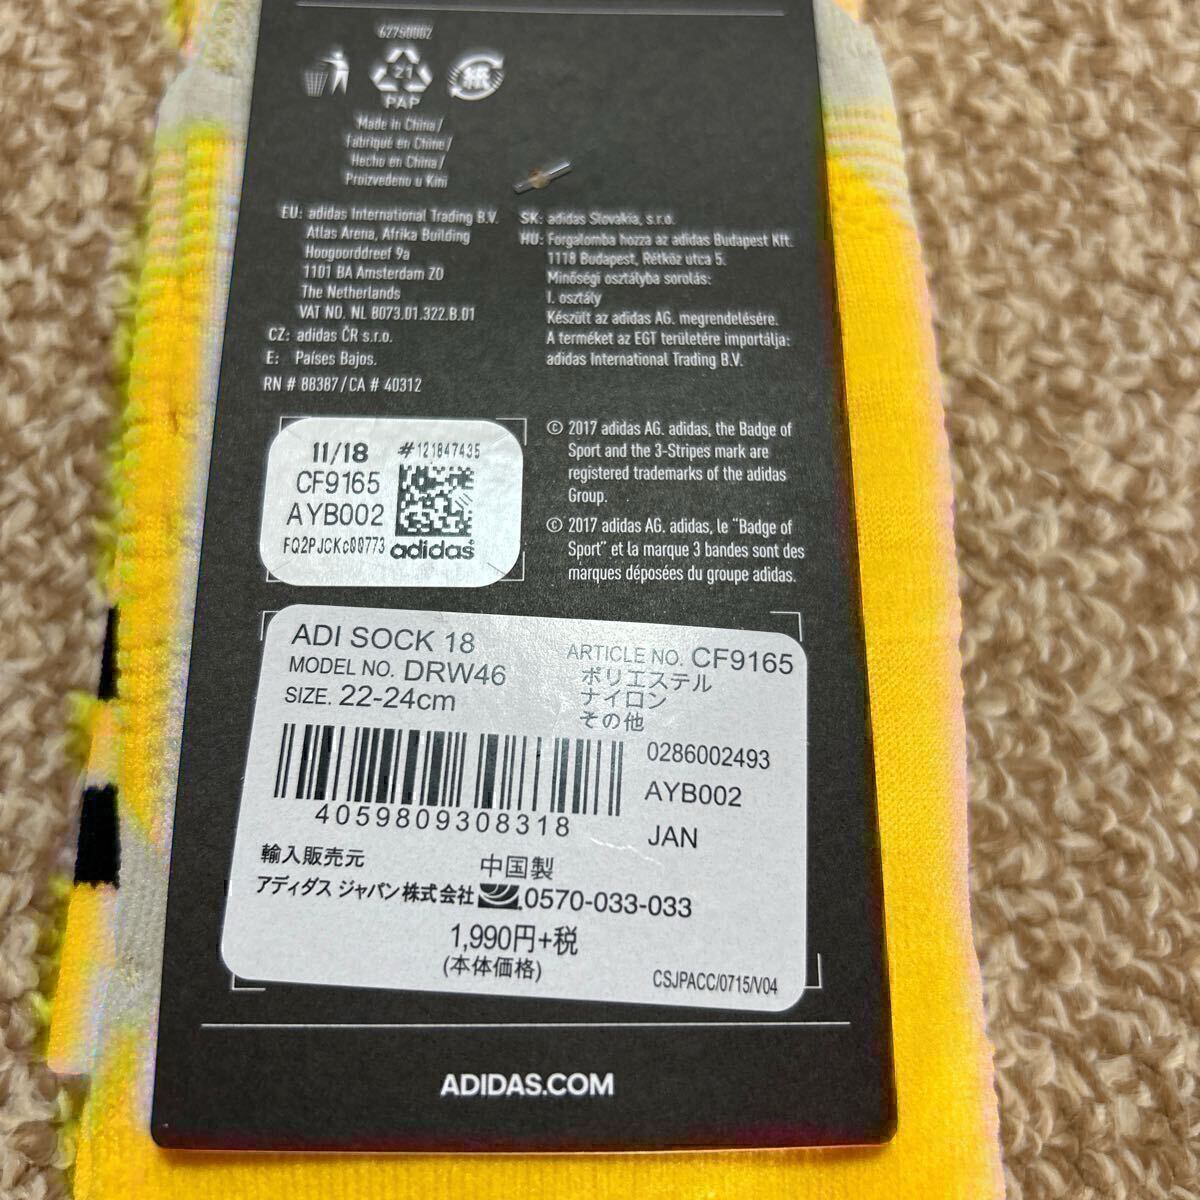 62750002
21
PAP
紙
Made in China/
Fabriqué en Chine/
Hecho en China/
Proizvedeno u Kini
EU: adidas International Trading B.V.
Atlas Arena, Afrika Building
Hoogoorddreef 9a
1101 BA Amsterdam ZO
The Netherlands
VAT NO. NL 8073.01.322.B.01
CZ: adidas ČR s.r.o.
E: Países Bajos.
RN # 88387/CA # 40312
SK: adidas Slovakia, s.r.o.
HU: Forgalomba hozza az adidas Budapest Kft.
1118 Budapest, Rétköz utca 5.
Minőségi osztályba sorolás:
I. osztály
Készült az adidas AG. megrendelésére.
A terméket az EGT területére importálja:
adidas International Trading B.V.
© 2017 adidas AG. adidas, the Badge of
Sport and the 3-Stripes mark are
registered trademarks of the adidas
Group.
© 2017 adidas AG. adidas, le "Badge of
Sport" et la marque 3 bandes sont des
marques déposées du groupe adidas.
11/18 #121847435
CF9165
AYB002
FQ2PJCKc00773 adidas
ADI SOCK 18
MODEL NO. DRW46
SIZE. 22-24cm
ARTICLE NO. CF9165
ポリエステル
ナイロン
その他
0286002493
AYB002
JAN
4059809308318
輸入販売元
中国製
アディダス ジャパン株式会社 0570-033-033
1,990円+税
(本体価格)
CSJPACC/0715/V04
ADIDAS.COM